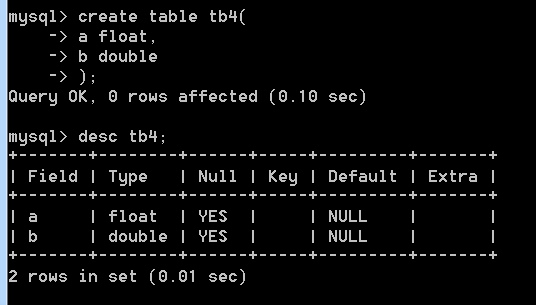 mysql> create table tb4(
    -> a float,
    -> b double
    -> );
Query OK, 0 rows affected (0.10 sec)

mysql> desc tb4;
+-------+--------+------+-----+---------+-------+
| Field | Type   | Null | Key | Default | Extra |
+-------+--------+------+-----+---------+-------+
| a     | float  | YES  |     | NULL    |       |
| b     | double | YES  |     | NULL    |       |
+-------+--------+------+-----+---------+-------+
2 rows in set (0.01 sec)